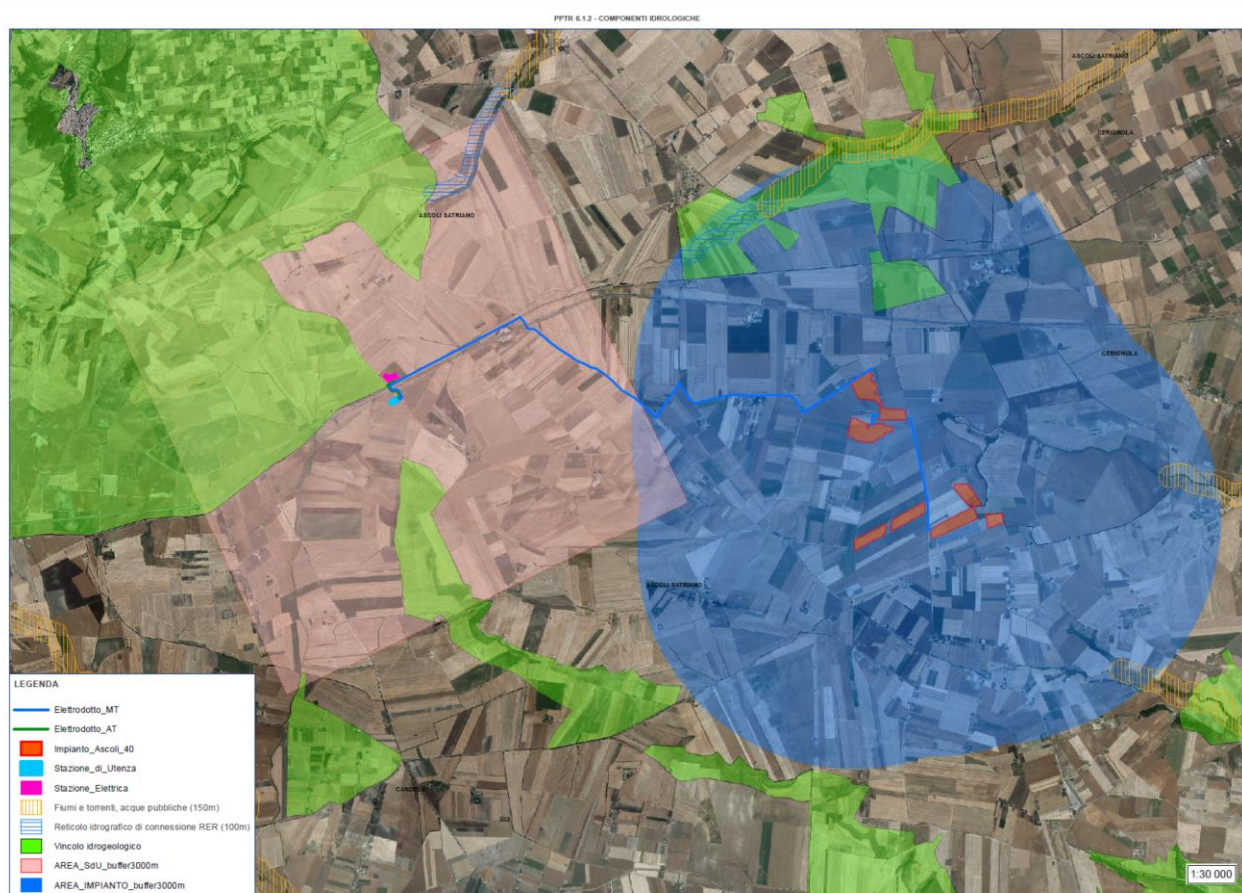 PPTR 6.1.2 - COMPONENTI IDROLOGICHE
ASCOLI SATRIANO
CERIGNOLA
ASCOLI SATRIANO
CERIGNOLA
ASCOLI SATRIANO
CANDELA
LEGENDA
Elettrodotto_MT
Elettrodotto_AT
Impianto_Ascoli_40
Stazione_di_Utenza
Stazione_Elettrica
Fiumi e torrenti, acque pubbliche (150m)
Reticolo idrografico di connessione RER (100m)
Vincolo idrogeologico
AREA_SdU_buffer3000m
AREA_IMPIANTO_buffer3000m
1:30 000